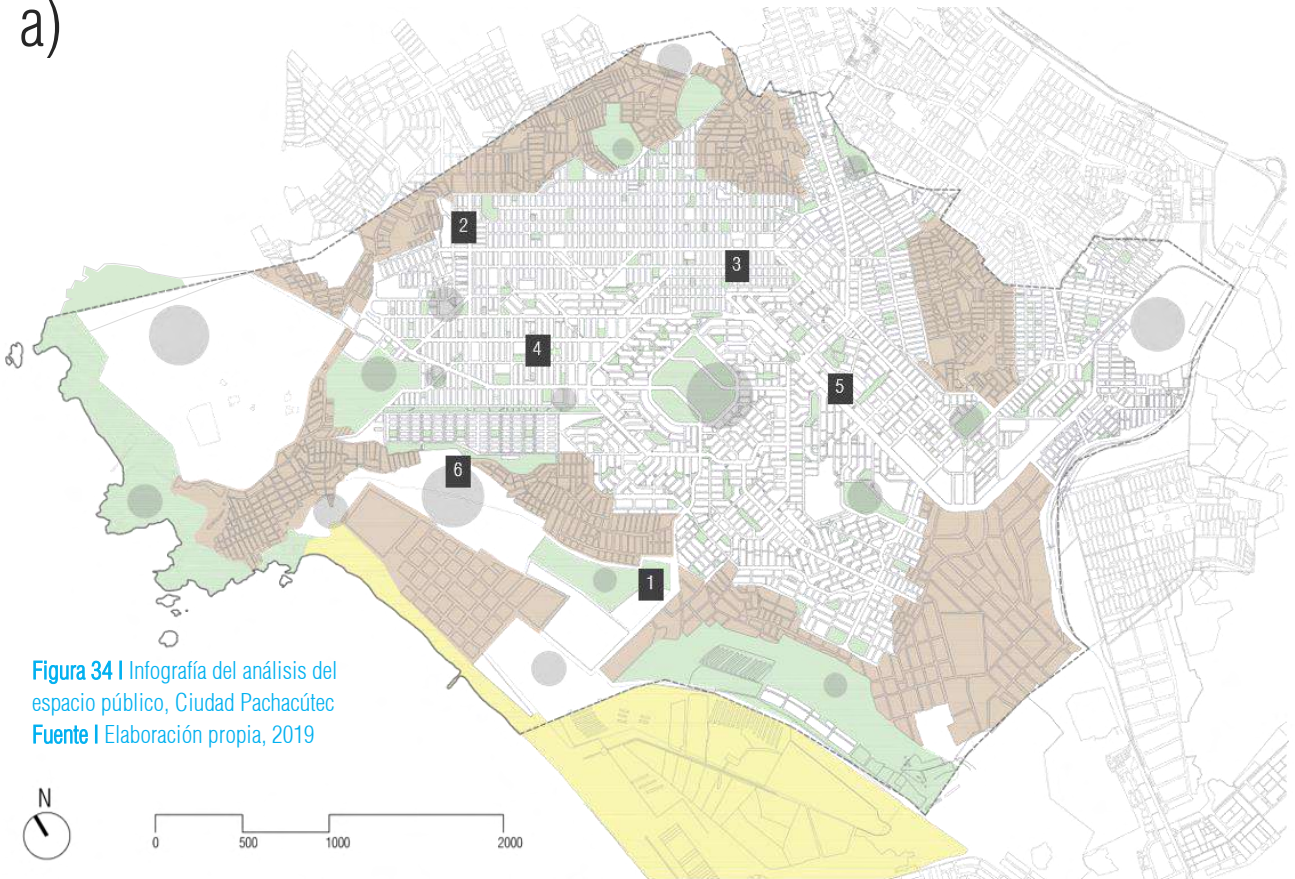 a)
2
3
4
5
6
1
Figura 34 I Infografía del análisis del
espacio público, Ciudad Pachacútec
Fuente I Elaboración propia, 2019
N
0 500 1000 2000